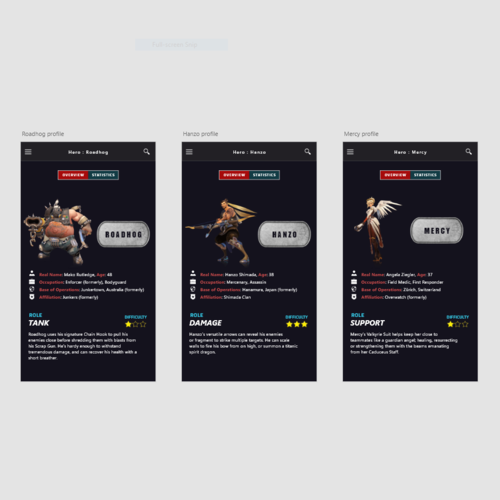 Roadhog profile
Hero : Roadhog
OVERVIEW STATISTICS
ROADHOG
Real Name: Mako Rutledge, Age: 48
Occupation: Enforcer (formerly), Bodyguard
Base of Operations: Junkertown, Australia (formerly)
Affiliation: Junkers (formerly)
ROLE
TANK
DIFFICULTY
Roadhog uses his signature Chain Hook to pull his
enemies close before shredding them with blasts from
his Scrap Gun. He's hardy enough to withstand
tremendous damage, and can recover his health with a
short breather.
Hanzo profile
Hero : Hanzo
OVERVIEW STATISTICS
HANZO
Real Name: Hanzo Shimada, Age: 38
Occupation: Mercenary, Assassin
Base of Operations: Hanamura, Japan (formerly)
Affiliation: Shimada Clan
ROLE
DAMAGE
DIFFICULTY
Hanzo's versatile arrows can reveal his enemies
or fragment to strike multiple targets. He can scale
walls to fire his bow from on high, or summon a titanic
spirit dragon.
Mercy profile
Hero : Mercy
OVERVIEW STATISTICS
MERCY
Real Name: Angela Ziegler, Age: 37
Occupation: Field Medic, First Responder
Base of Operations: Zürich, Switzerland
Affiliation: Overwatch (formerly)
ROLE
SUPPORT
DIFFICULTY
Mercy's Valkyrie Suit helps keep her close to
teammates like a guardian angel; healing, resurrecting
or strengthening them with the beams emanating
from her Caduceus Staff.